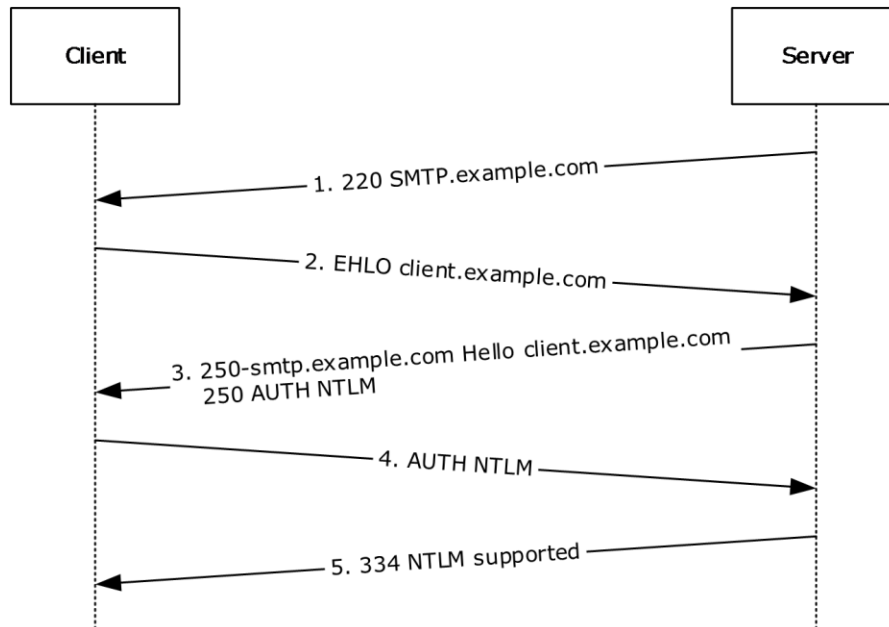 Client
Server
1. 220 SMTP.example.com
2. EHLO client.example.com
3. 250-smtp.example.com Hello client.example.com
250 AUTH NTLM
4. AUTH NTLM
5. 334 NTLM supported